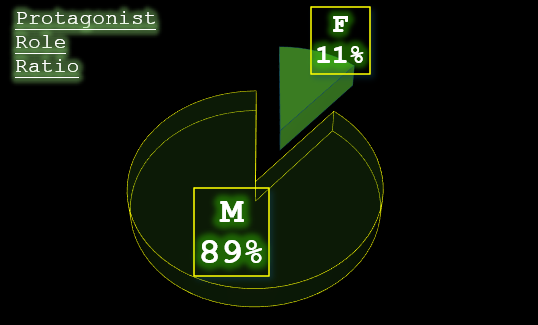 Protagonist
Role
Ratio
F
11%
M
89%